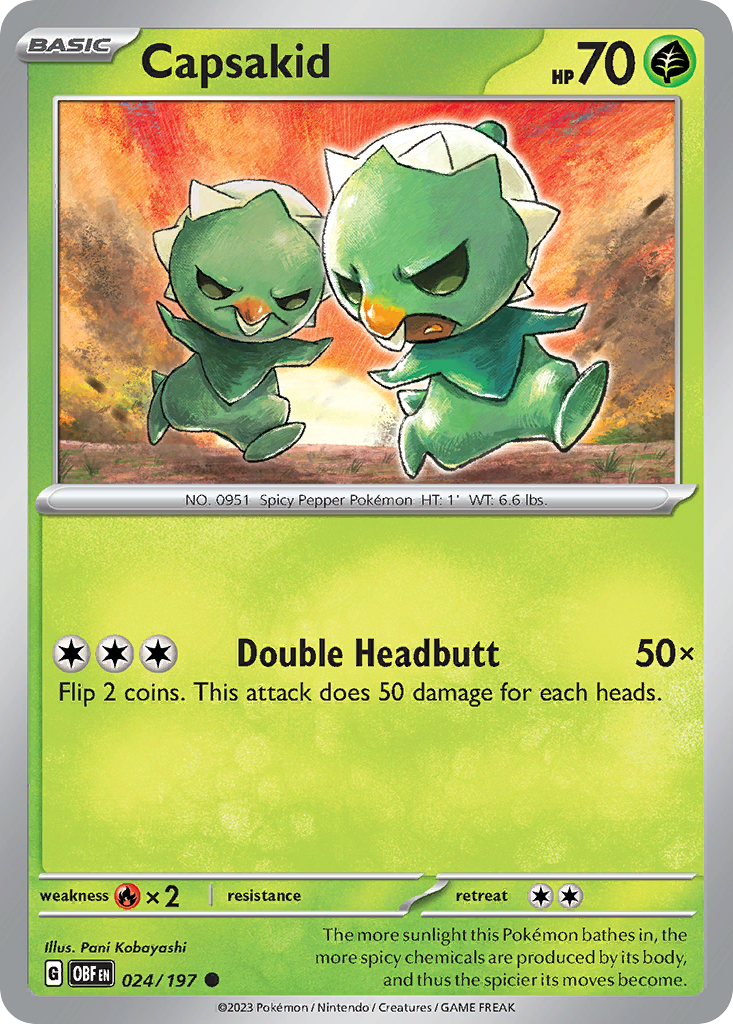 BASIC
Capsakid
HP 70
NO. 0951 Spicy Pepper Pokémon HT: 1' WT: 6.6 lbs.
Double Headbutt 50×
Flip 2 coins. This attack does 50 damage for each heads.
weakness ×2 resistance retreat
Illus. Pani Kobayashi
The more sunlight this Pokémon bathes in, the
more spicy chemicals are produced by its body,
and thus the spicier its moves become.
G OBF EN 024/197
©2023 Pokémon / Nintendo / Creatures / GAME FREAK